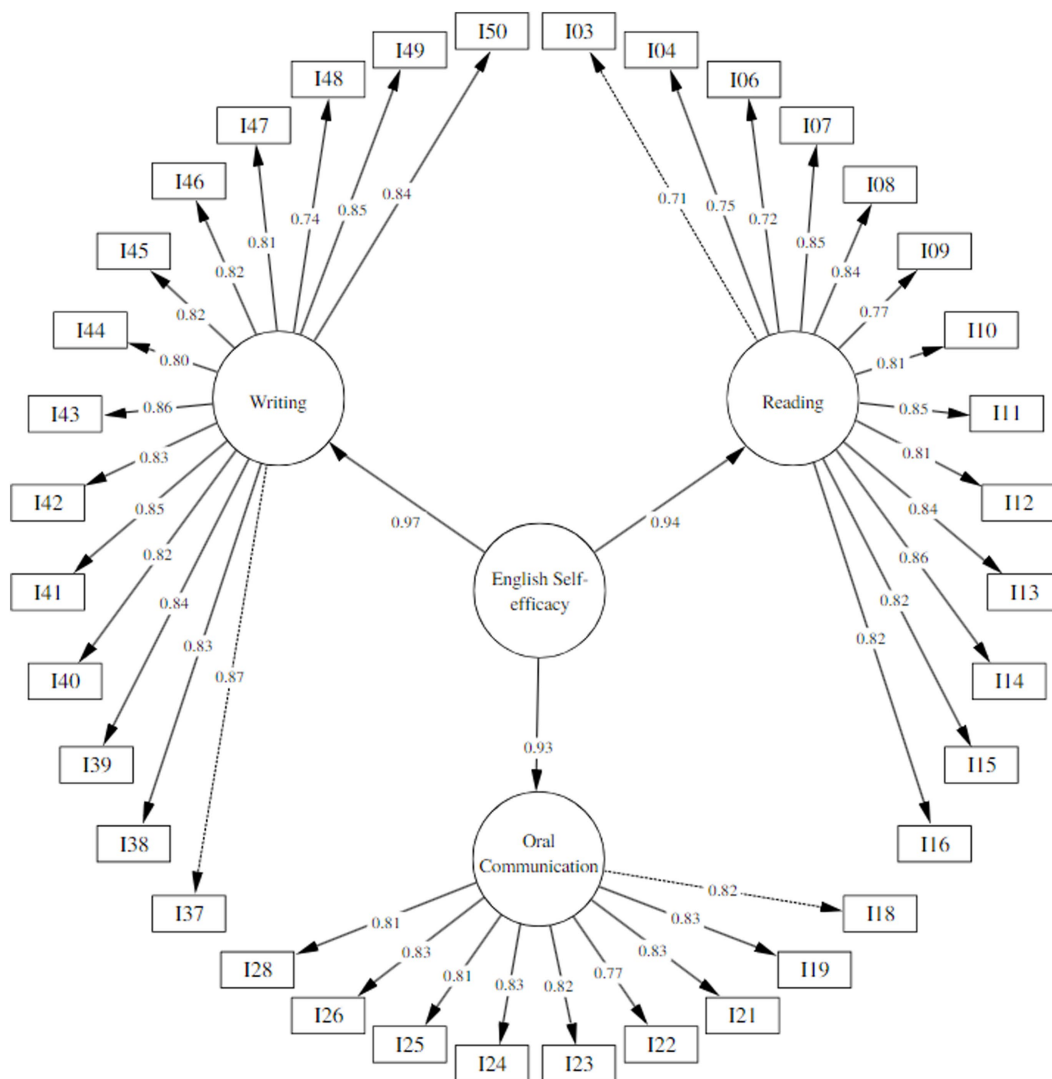 I50
I03
I49
I04
I48
I06
I47
I07
I46
I08
I45
I09
I44
I10
I43
I11
I42
I12
I41
I13
I40
I14
I39
I15
I38
I16
I37
I18
I28
I19
I26
I21
I25
I22
I24
I23
0.84
0.71
0.85
0.75
0.74
0.72
0.81
0.85
0.82
0.84
0.82
0.77
0.80
0.81
0.86
0.85
0.83
0.81
0.85
0.84
0.82
0.86
0.84
0.82
0.83
0.82
0.87
Writing
Reading
0.97
0.94
English Self-
efficacy
0.93
Oral
Communication
0.82
0.81
0.83
0.83
0.83
0.81
0.77
0.83
0.82